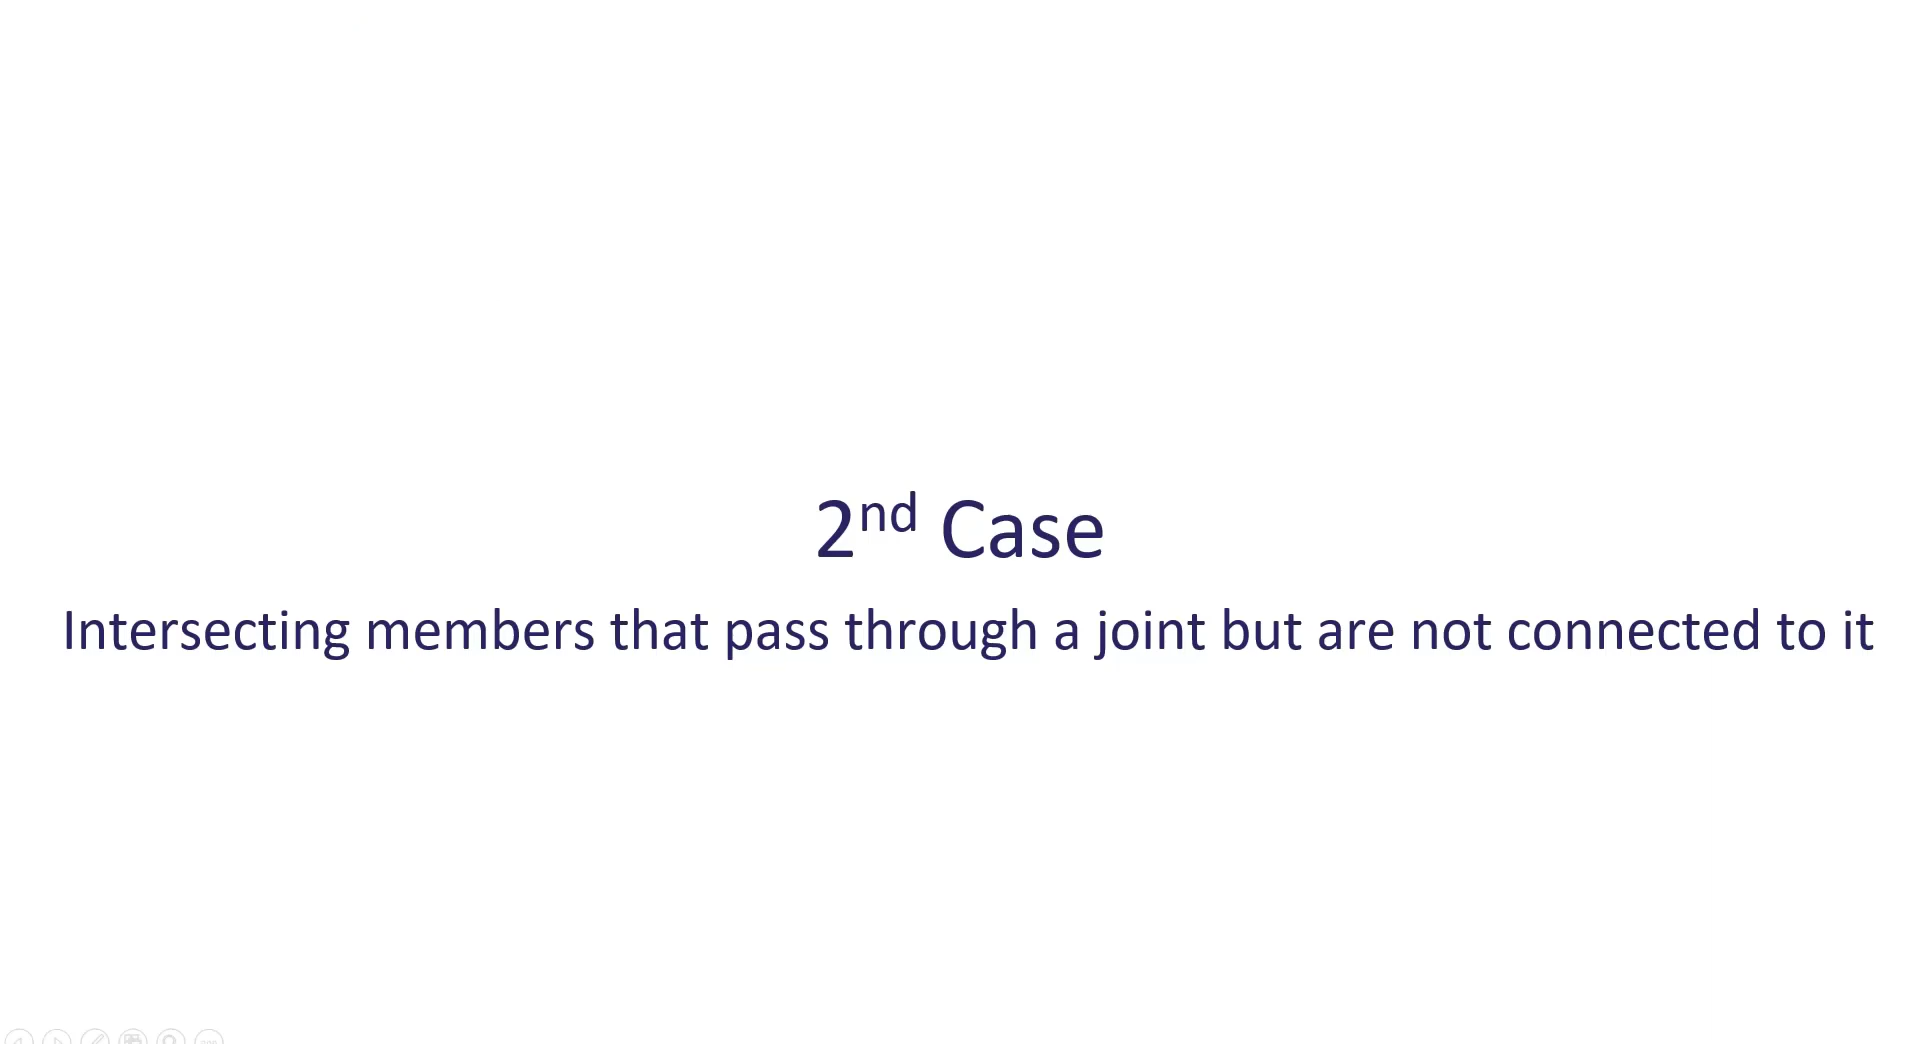 2nd Case
Intersecting members that pass through a joint but are not connected to it